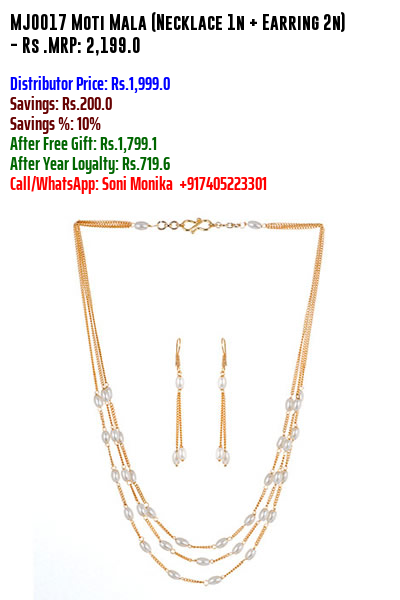 MJ0017 Moti Mala (Necklace 1n + Earring 2n)
- Rs .MRP: 2,199.0
Distributor Price: Rs.1,999.0
Savings: Rs.200.0
Savings %: 10%
After Free Gift: Rs.1,799.1
After Year Loyalty: Rs.719.6
Call/WhatsApp: Soni Monika +917405223301